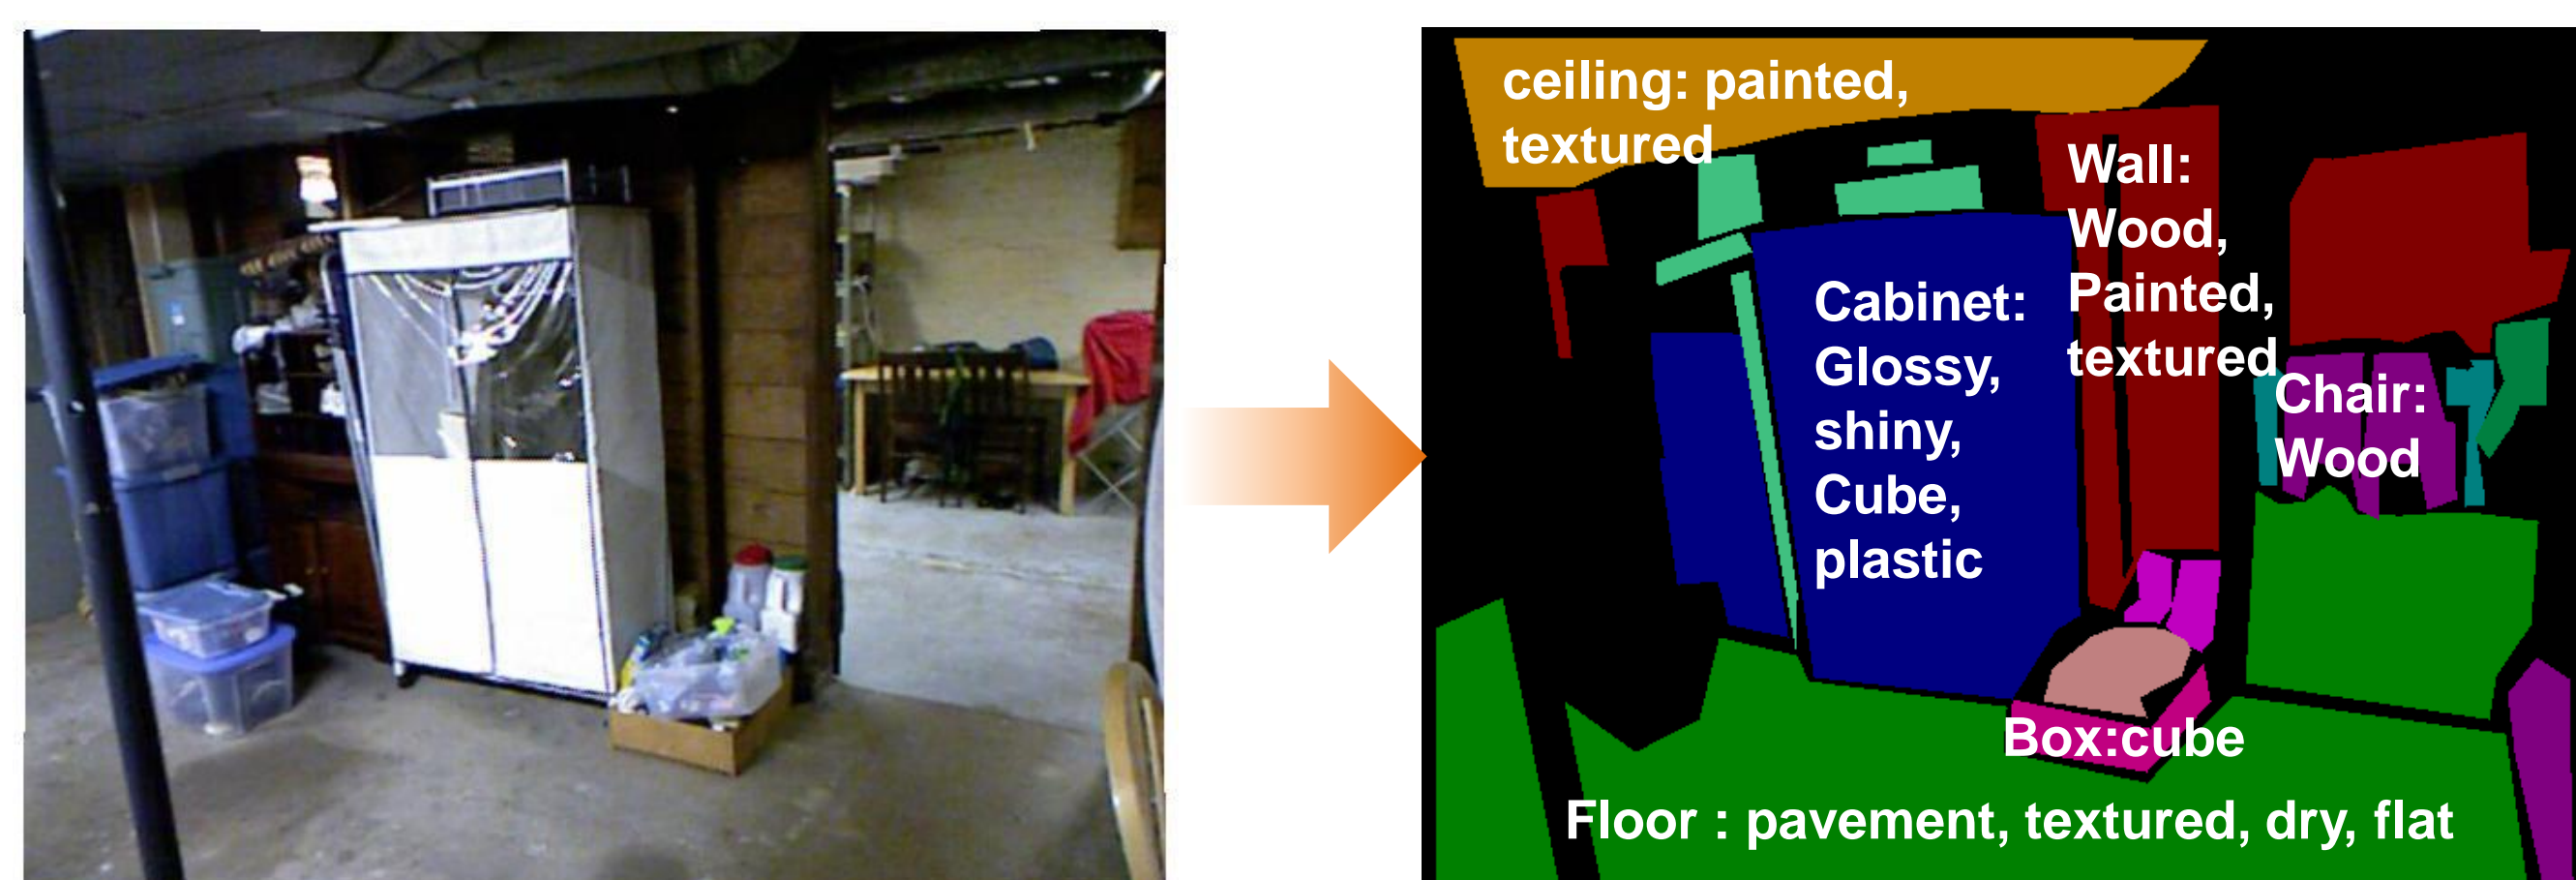 ceiling: painted,
textured
Wall:
Wood,
Painted,
textured
Cabinet:
Glossy,
shiny,
Cube,
plastic
Chair:
Wood
Box:cube
Floor : pavement, textured, dry, flat